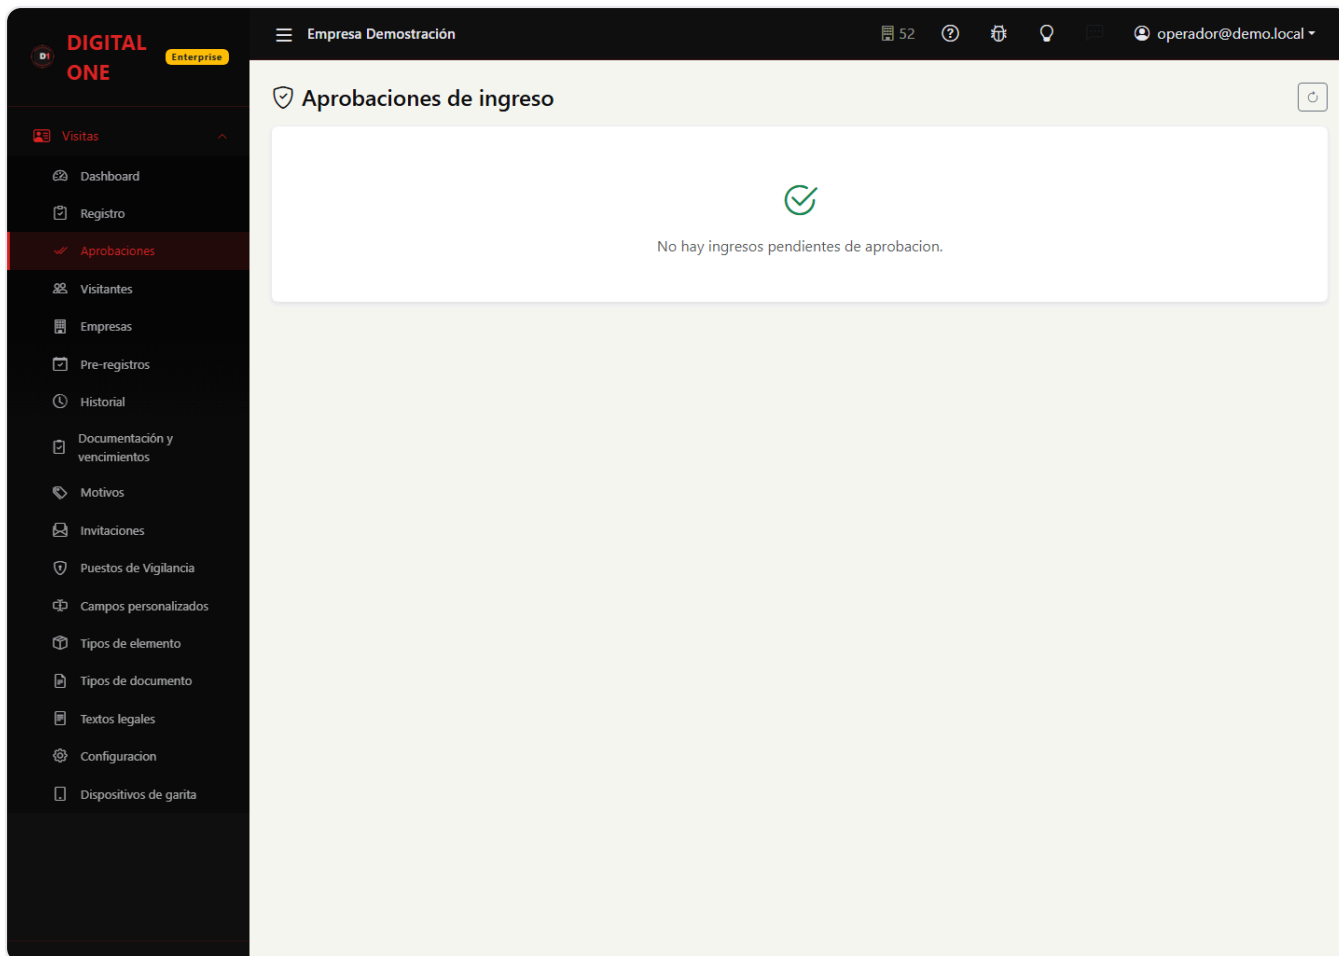 DIGITAL ONE
Enterprise
Empresa Demostración
52
operador@demo.local
Visitas
Dashboard
Registro
Aprobaciones
Visitantes
Empresas
Pre-registros
Historial
Documentación y
vencimientos
Motivos
Invitaciones
Puestos de Vigilancia
Campos personalizados
Tipos de elemento
Tipos de documento
Textos legales
Configuracion
Dispositivos de garita
Aprobaciones de ingreso
No hay ingresos pendientes de aprobacion.